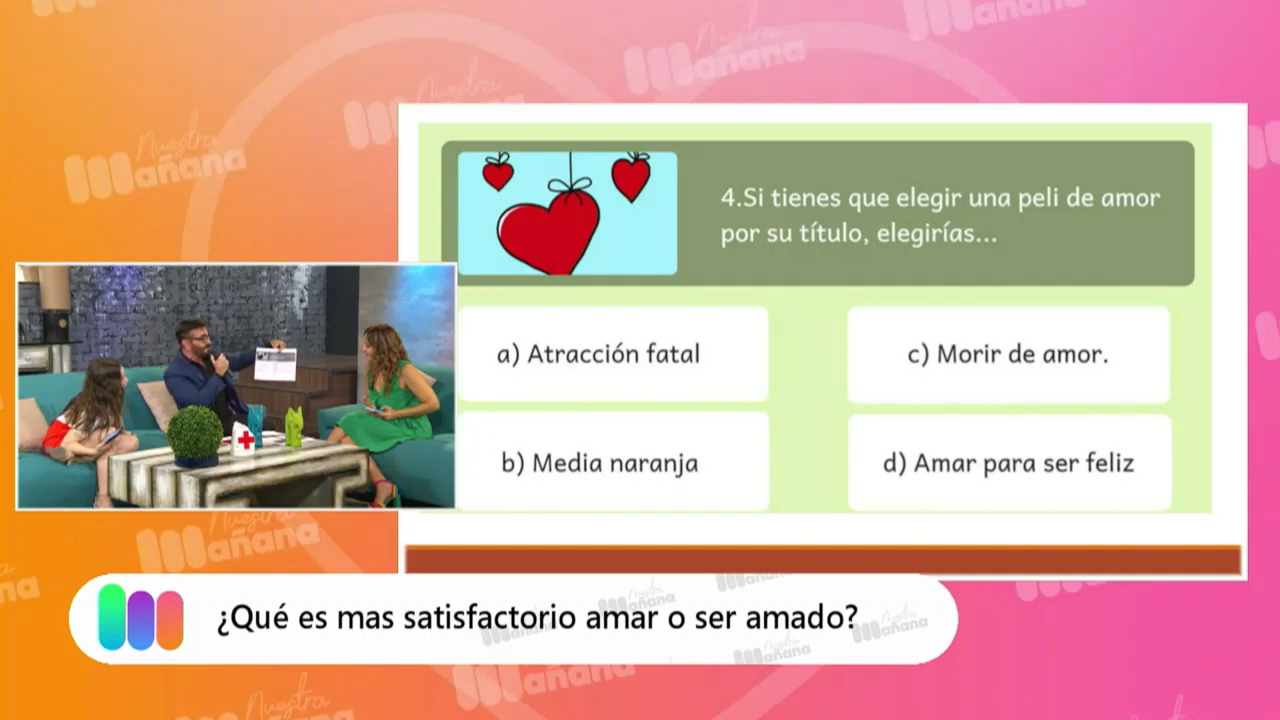 Nuestra
Mañana
4.Si tienes que elegir una peli de amor
por su título, elegirías...
a) Atracción fatal
c) Morir de amor.
b) Media naranja
d) Amar para ser feliz
¿Qué es mas satisfactorio amar o ser amado?